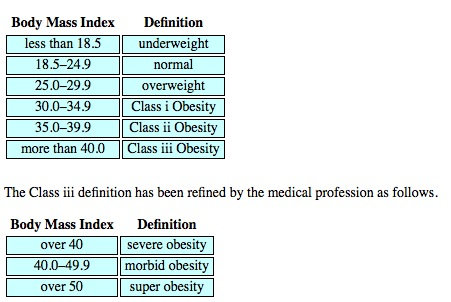 Body Mass Index Definition
less than 18.5 underweight
18.5–24.9 normal
25.0–29.9 overweight
30.0–34.9 Class i Obesity
35.0–39.9 Class ii Obesity
more than 40.0 Class iii Obesity
The Class iii definition has been refined by the medical profession as follows.
Body Mass Index Definition
over 40 severe obesity
40.0–49.9 morbid obesity
over 50 super obesity